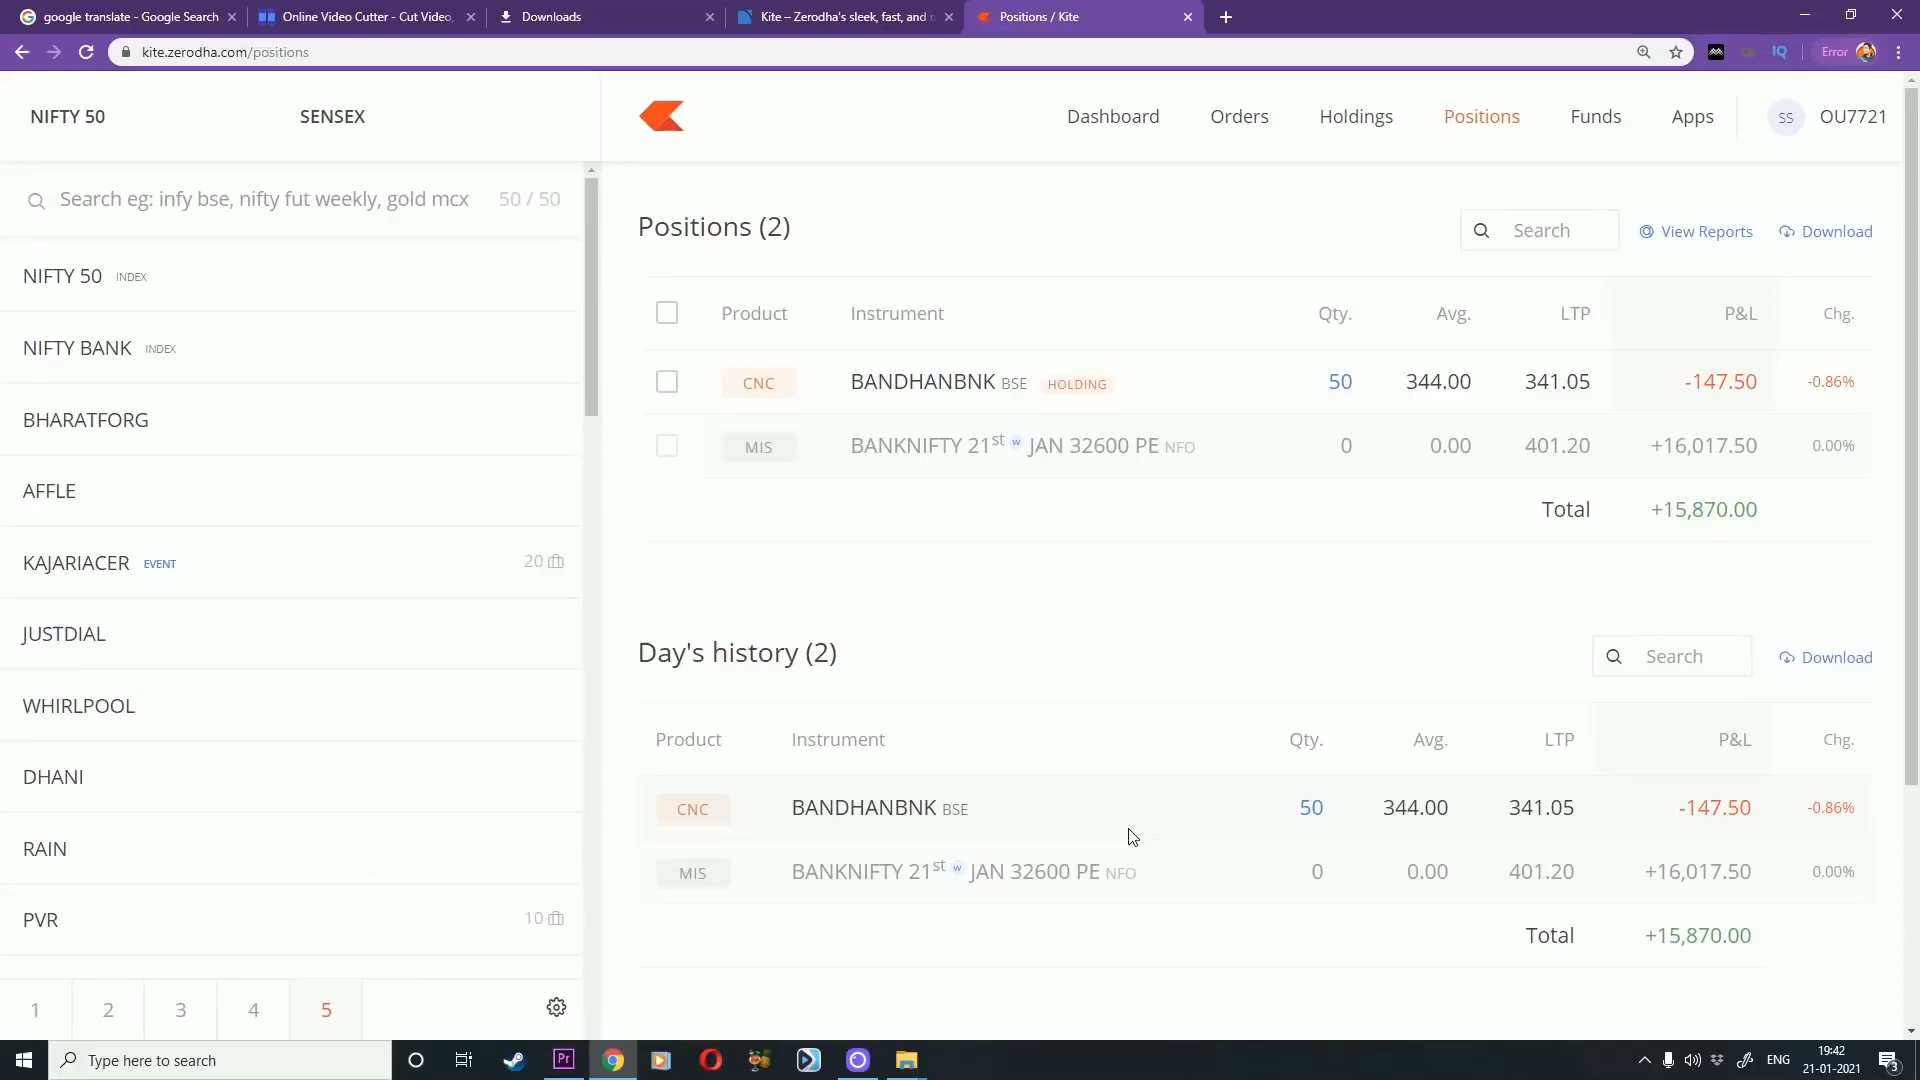 google translate - Google Search
Online Video Cutter - Cut Video,
Downloads
Kite – Zerodha's sleek, fast, and
Positions / Kite
kite.zerodha.com/positions
IQ
Error
NIFTY 50
SENSEX
Dashboard
Orders
Holdings
Positions
Funds
Apps
SS
OU7721
Search eg: infy bse, nifty fut weekly, gold mcx
50 / 50
NIFTY 50 INDEX
NIFTY BANK INDEX
BHARATFORG
AFFLE
KAJARIACER EVENT 20
JUSTDIAL
WHIRLPOOL
DHANI
RAIN
PVR 10
1 2 3 4 5
Positions (2)
Search
View Reports
Download
Product Instrument Qty. Avg. LTP P&L Chg.
CNC BANDHANBNK BSE HOLDING 50 344.00 341.05 -147.50 -0.86%
MIS BANKNIFTY 21st w JAN 32600 PE NFO 0 0.00 401.20 +16,017.50 0.00%
Total +15,870.00
Day's history (2)
Search
Download
Product Instrument Qty. Avg. LTP P&L Chg.
CNC BANDHANBNK BSE 50 344.00 341.05 -147.50 -0.86%
MIS BANKNIFTY 21st w JAN 32600 PE NFO 0 0.00 401.20 +16,017.50 0.00%
Total +15,870.00
Type here to search
Pr
ENG
19:42
21-01-2021
3